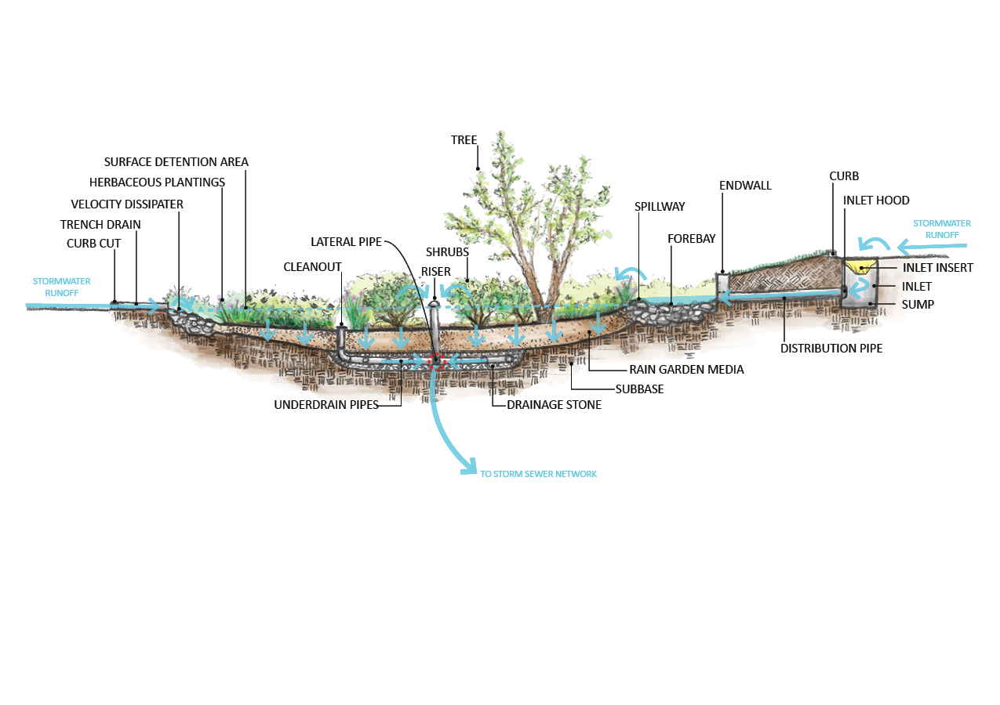 TREE
SURFACE DETENTION AREA
HERBACEOUS PLANTINGS
VELOCITY DISSIPATER
TRENCH DRAIN
CURB CUT
STORMWATER
RUNOFF
LATERAL PIPE
CLEANOUT
SHRUBS
RISER
SPILLWAY
FOREBAY
ENDWALL
CURB
INLET HOOD
STORMWATER
RUNOFF
INLET INSERT
INLET
SUMP
DISTRIBUTION PIPE
RAIN GARDEN MEDIA
SUBBASE
UNDERDRAIN PIPES
DRAINAGE STONE
TO STORM SEWER NETWORK